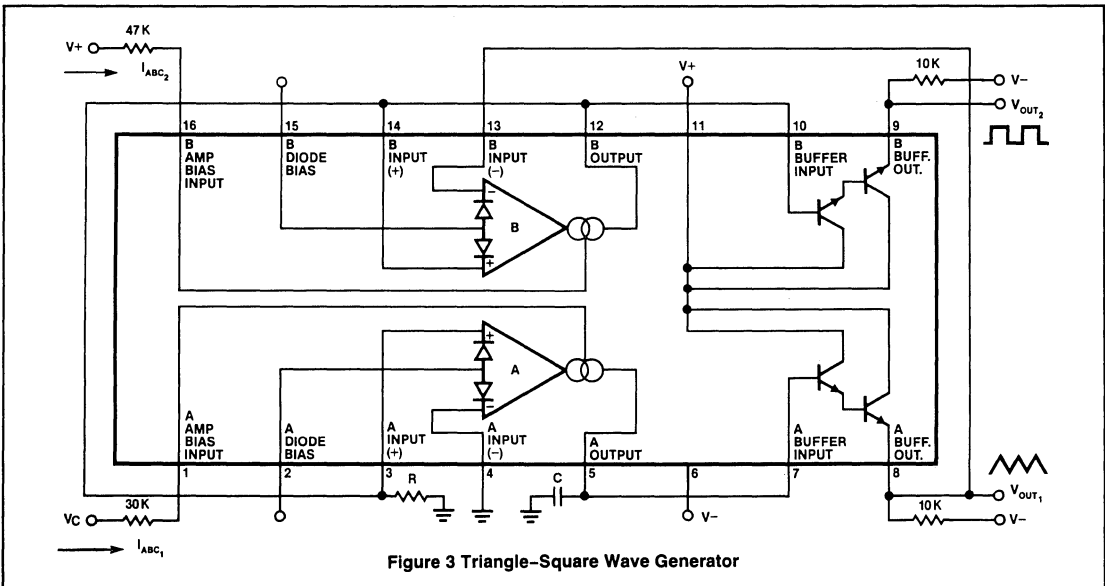 47K
V+
I_ABC2
V+
10K
V–
V_OUT2
16 15 14 13 12 11 10 9
B AMP BIAS INPUT
B DIODE BIAS
B INPUT (+)
B INPUT (–)
B OUTPUT
B BUFFER INPUT
B BUFF. OUT.
–
B
+
+
A
–
A AMP BIAS INPUT
A DIODE BIAS
A INPUT (+)
A INPUT (–)
A OUTPUT
A BUFFER INPUT
A BUFF. OUT.
1 2 3 4 5 6 7 8
R
C
V_OUT1
VC
30K
V–
10K
V–
I_ABC1
Figure 3 Triangle–Square Wave Generator